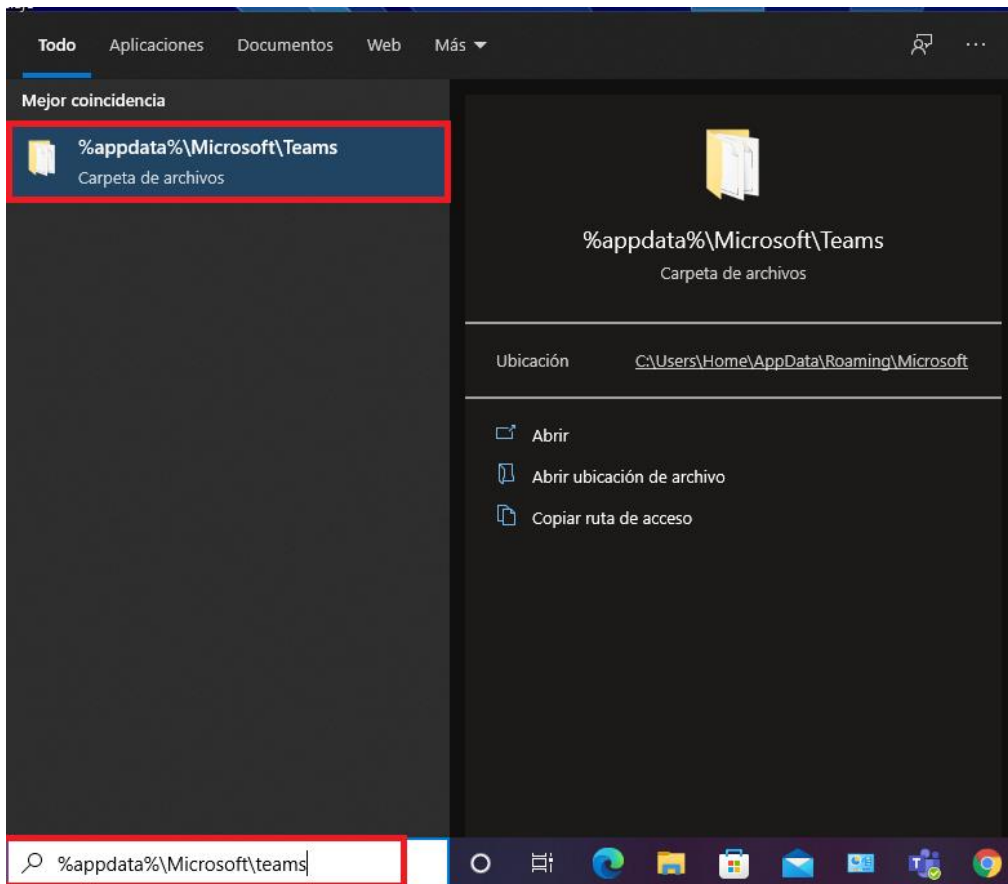 Todo Aplicaciones Documentos Web Más
Mejor coincidencia
%appdata%\Microsoft\Teams
Carpeta de archivos
%appdata%\Microsoft\Teams
Carpeta de archivos
Ubicación C:\Users\Home\AppData\Roaming\Microsoft
Abrir
Abrir ubicación de archivo
Copiar ruta de acceso
%appdata%\Microsoft\teams